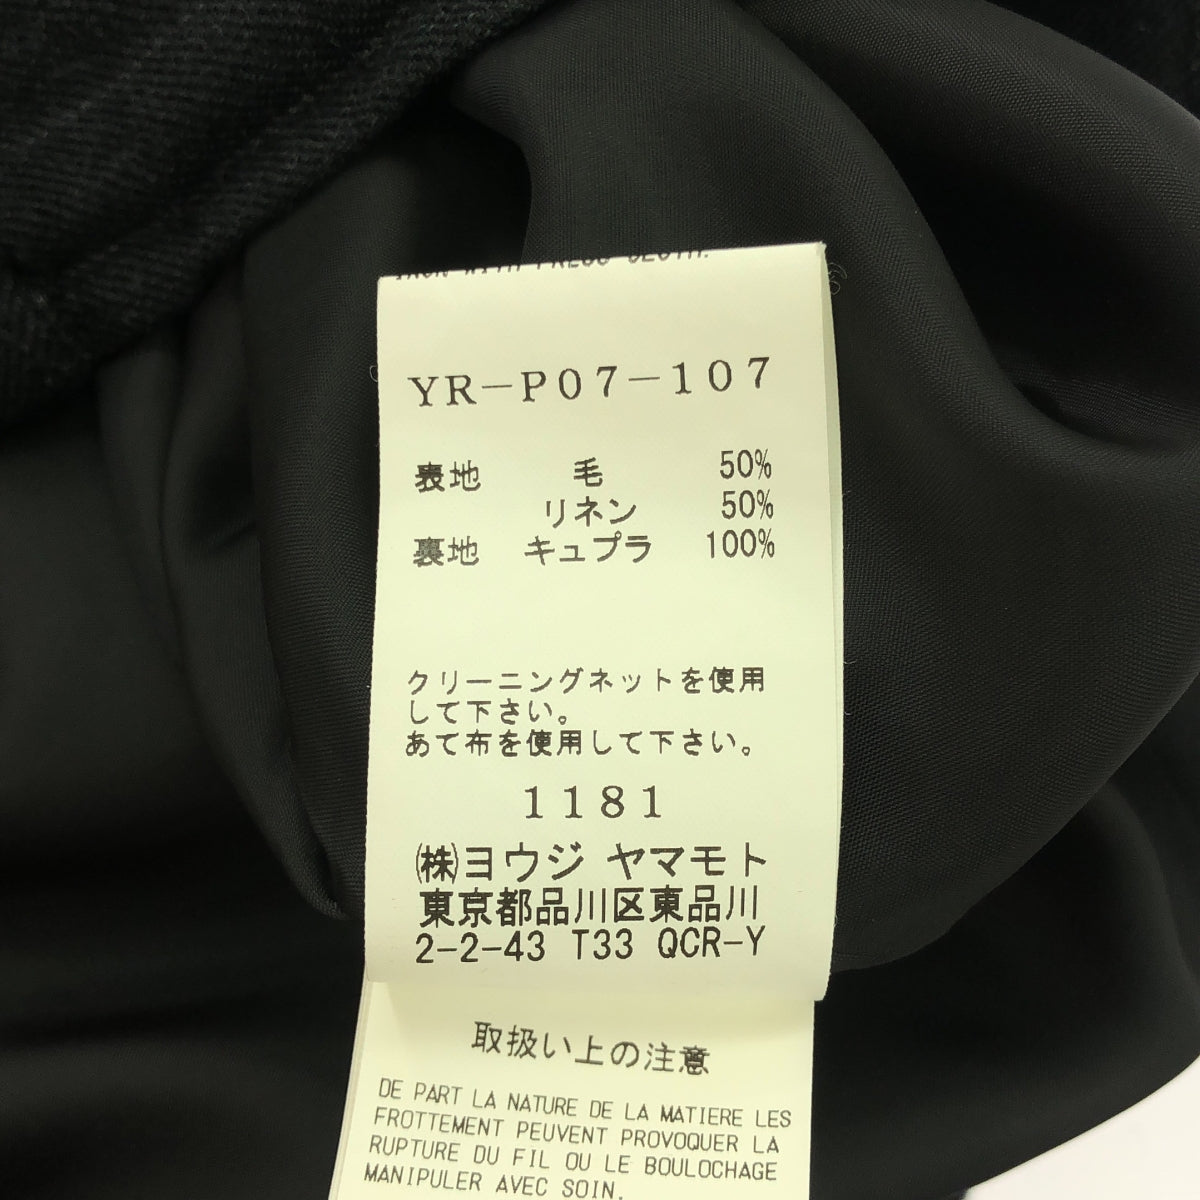 IRON WITH PRESS CLOTH.
YR－P07－107
表地 毛 50%
リネン 50%
裏地 キュプラ 100%
クリーニングネットを使用
して下さい。
あて布を使用して下さい。
1181
㈱ヨウジ ヤマモト
東京都品川区東品川
2-2-43 T33 QCR-Y
取扱い上の注意
DE PART LA NATURE DE LA MATIERE LES
FROTTEMENT PEUVENT PROVOQUER LA
RUPTURE DU FIL OU LE BOULOCHAGE
MANIPULER AVEC SOIN.